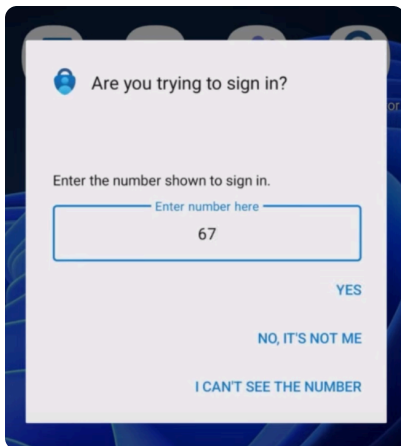 Are you trying to sign in?
or
Enter the number shown to sign in.
Enter number here
67
YES
NO, IT'S NOT ME
I CAN'T SEE THE NUMBER